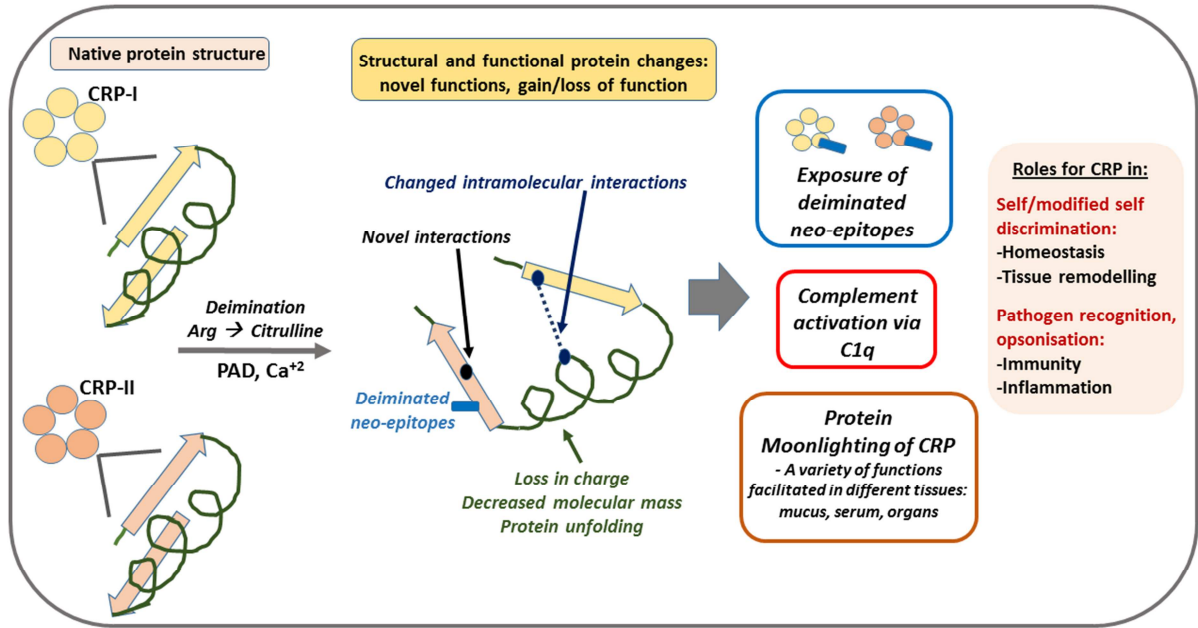 Native protein structure
CRP-I
CRP-II
Deimination
Arg → Citrulline
PAD, Ca⁺²
Structural and functional protein changes:
novel functions, gain/loss of function
Changed intramolecular interactions
Novel interactions
Deiminated
neo-epitopes
Loss in charge
Decreased molecular mass
Protein unfolding
Exposure of
deiminated
neo-epitopes
Complement
activation via
C1q
Protein
Moonlighting of CRP
- A variety of functions
facilitated in different tissues:
mucus, serum, organs
Roles for CRP in:
Self/modified self
discrimination:
-Homeostasis
-Tissue remodelling
Pathogen recognition,
opsonisation:
-Immunity
-Inflammation